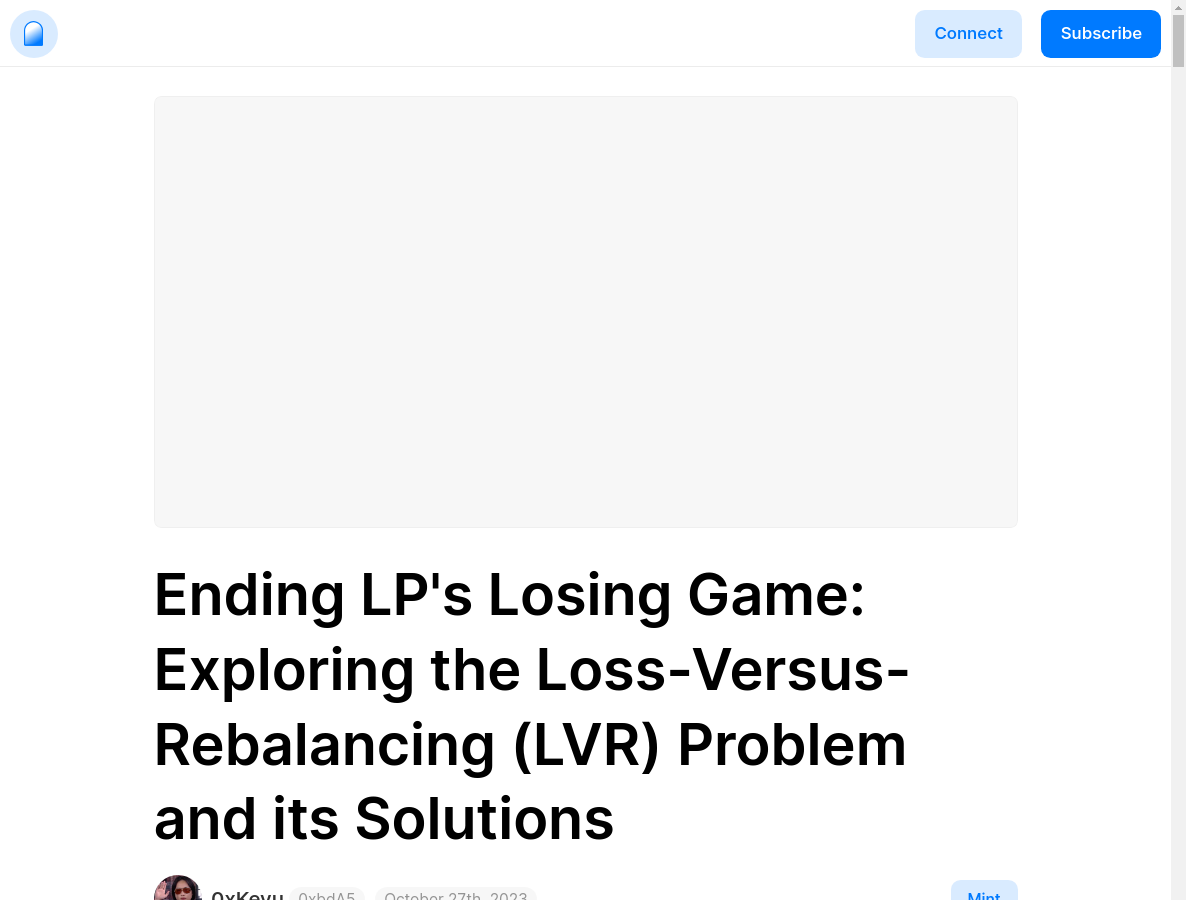 Connect
Subscribe
Ending LP's Losing Game:
Exploring the Loss-Versus-
Rebalancing (LVR) Problem
and its Solutions
0xKeyu 0xbdA5 October 27th, 2023
Mint